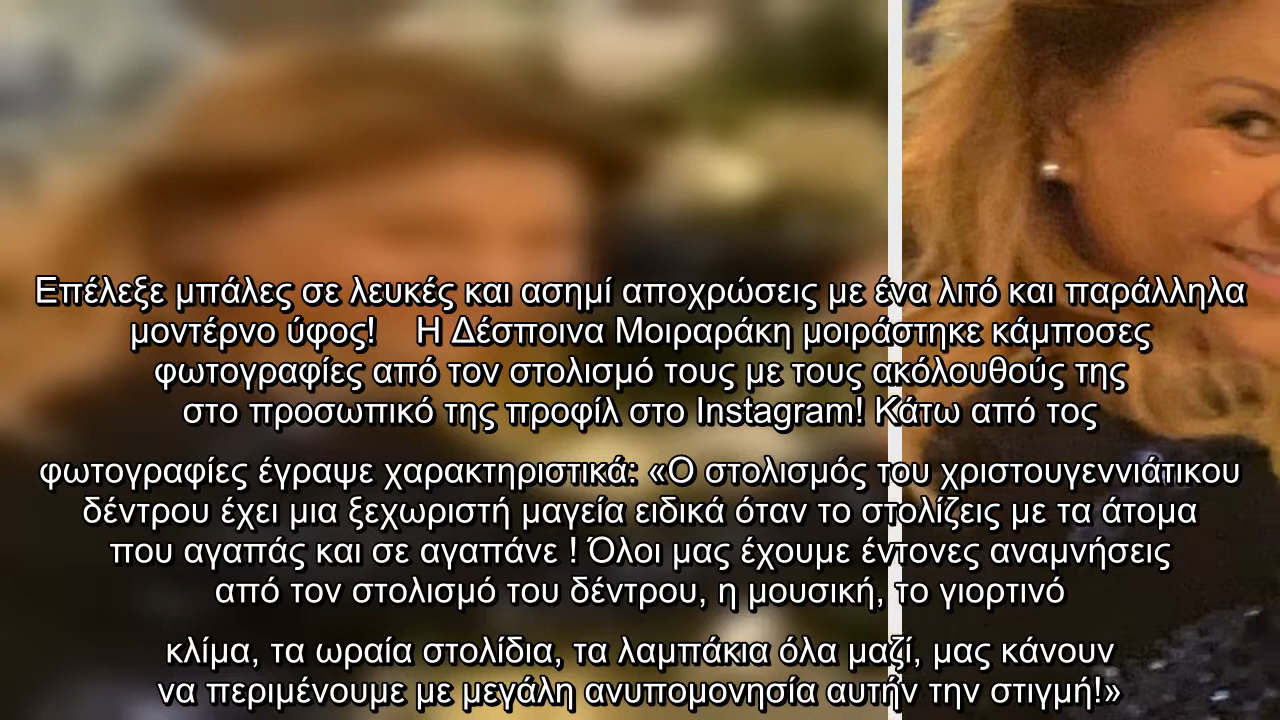 Επέλεξε μπάλες σε λευκές και ασημί αποχρώσεις με ένα λιτό και παράλληλα
μοντέρνο ύφος! Η Δέσποινα Μοιραράκη μοιράστηκε κάμποσες
φωτογραφίες από τον στολισμό τους με τους ακόλουθούς της
στο προσωπικό της προφίλ στο Instagram! Κάτω από τος
φωτογραφίες έγραψε χαρακτηριστικά: «Ο στολισμός του χριστουγεννιάτικου
δέντρου έχει μια ξεχωριστή μαγεία ειδικά όταν το στολίζεις με τα άτομα
που αγαπάς και σε αγαπάνε ! Όλοι μας έχουμε έντονες αναμνήσεις
από τον στολισμό του δέντρου, η μουσική, το γιορτινό
κλίμα, τα ωραία στολίδια, τα λαμπάκια όλα μαζί, μας κάνουν
να περιμένουμε με μεγάλη ανυπομονησία αυτήν την στιγμή!»